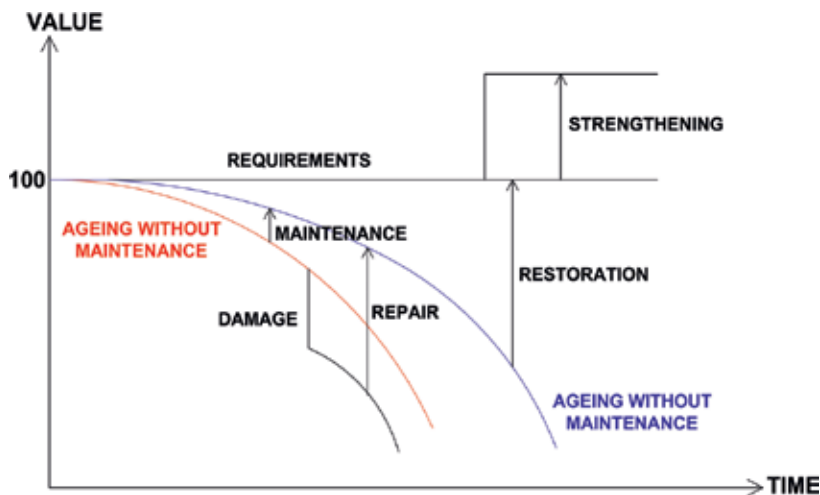 VALUE
STRENGTHENING
REQUIREMENTS
100
AGEING WITHOUT
MAINTENANCE
MAINTENANCE
RESTORATION
DAMAGE
REPAIR
AGEING WITHOUT
MAINTENANCE
TIME